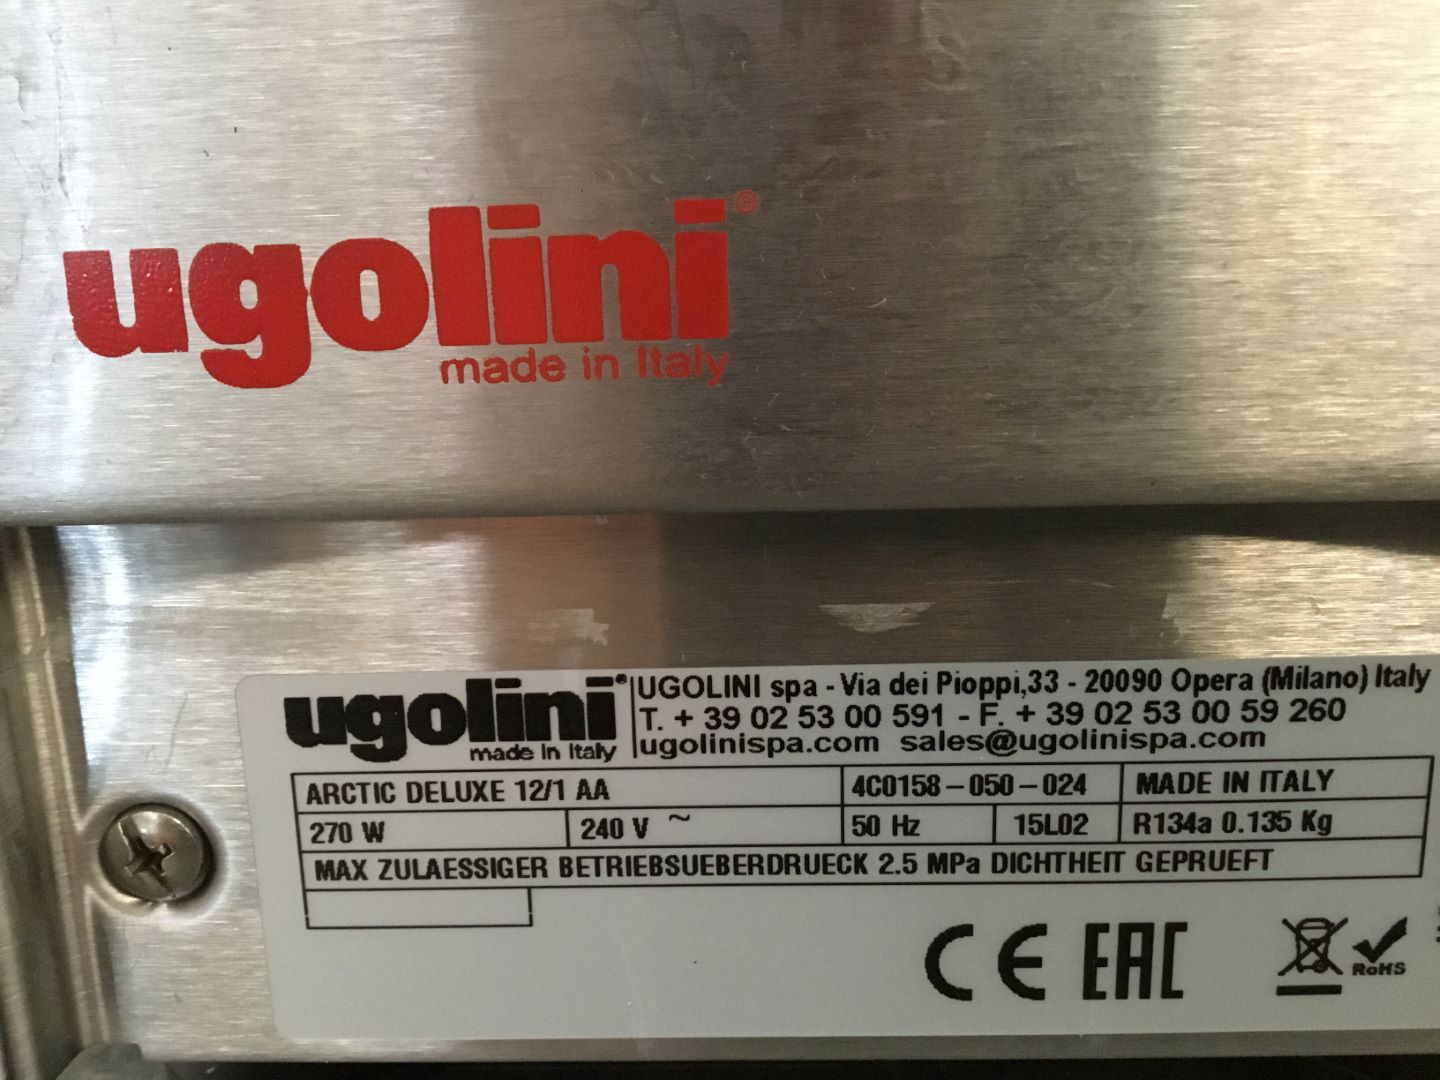 ugolini®
made in Italy
ugolini® UGOLINI spa - Via dei Pioppi,33 - 20090 Opera (Milano) Italy
made in Italy T. + 39 02 53 00 591 - F. + 39 02 53 00 59 260
ugolinispa.com sales@ugolinispa.com
ARCTIC DELUXE 12/1 AA 4C0158-050-024 MADE IN ITALY
270 W 240 V ~ 50 Hz 15L02 R134a 0.135 Kg
MAX ZULAESSIGER BETRIEBSUEBERDRUECK 2.5 MPa DICHTHEIT GEPRUEFT
CE EAC RoHS